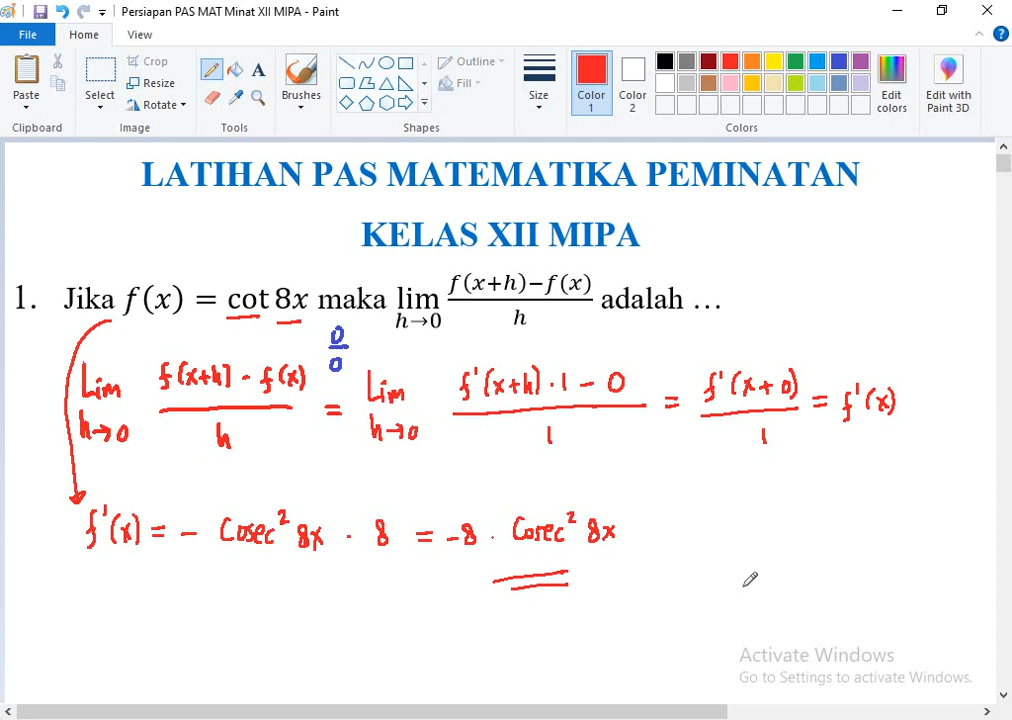 Persiapan PAS MAT Minat XII MIPA - Paint
File Home View
Paste
Clipboard
Select
Crop
Resize
Rotate
Image
A
Tools
Brushes
Outline
Fill
Shapes
Size
Color 1
Color 2
Edit colors
Colors
Edit with Paint 3D
LATIHAN PAS MATEMATIKA PEMINATAN
KELAS XII MIPA
1. Jika f(x) = cot 8x maka lim h→0 f(x+h)−f(x) / h adalah …
0/0
Lim h→0 f(x+h) - f(x) / h = Lim h→0 f'(x+h) · 1 - 0 / 1 = f'(x+0) / 1 = f'(x)
f'(x) = - Cosec² 8x · 8 = -8 · Cosec² 8x
Activate Windows
Go to Settings to activate Windows.